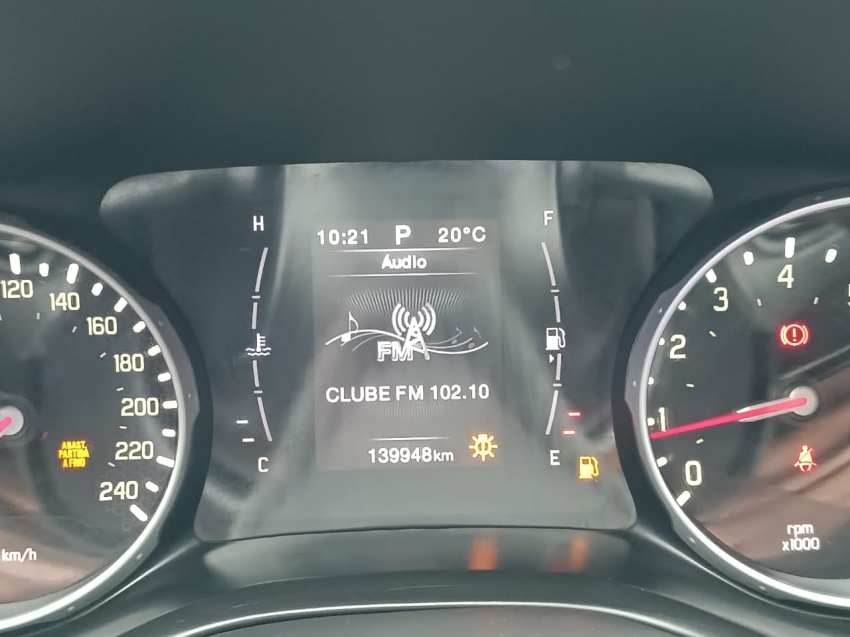 120
140
160
180
200
220
240
km/h
ABAST.
PARTIDA
A FRIO
H
C
10:21 P 20°C
Áudio
FM
CLUBE FM 102.10
139948km
F
E
0
1
2
3
4
rpm
x1000